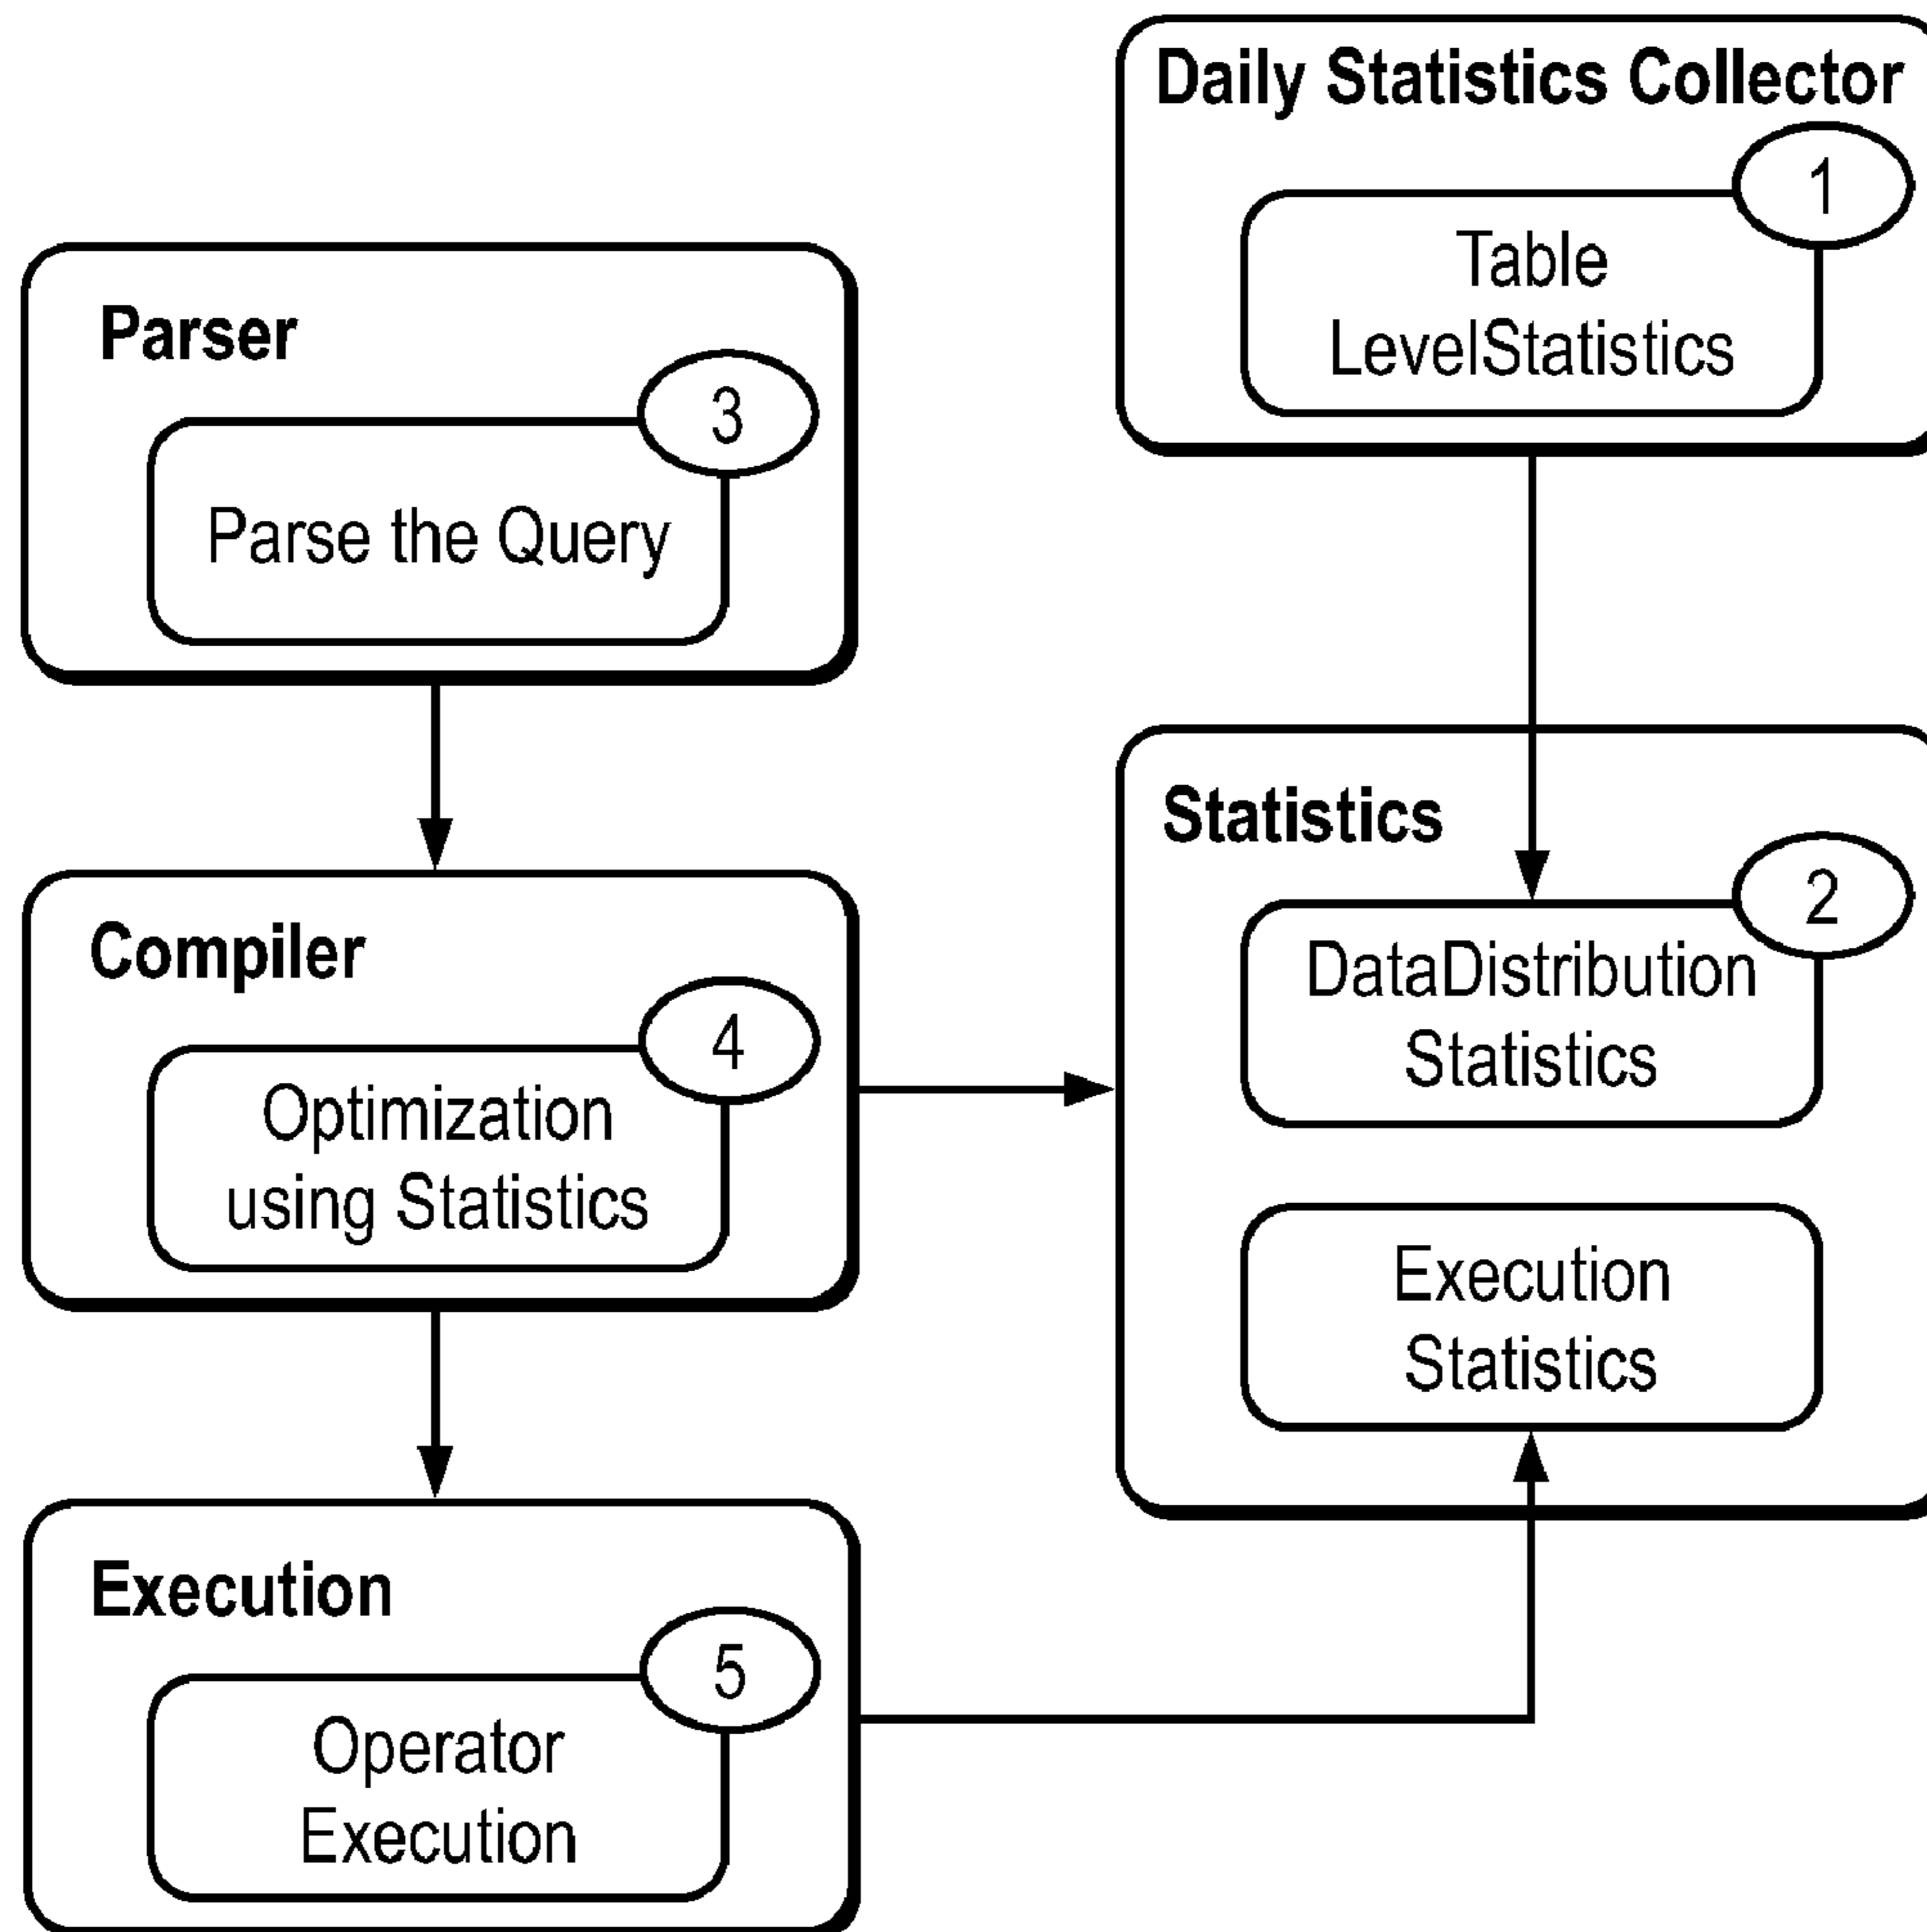 Daily Statistics Collector
1
Table
LevelStatistics
Parser
3
Parse the Query
Statistics
2
DataDistribution
Statistics
Execution
Statistics
Compiler
4
Optimization
using Statistics
Execution
5
Operator
Execution